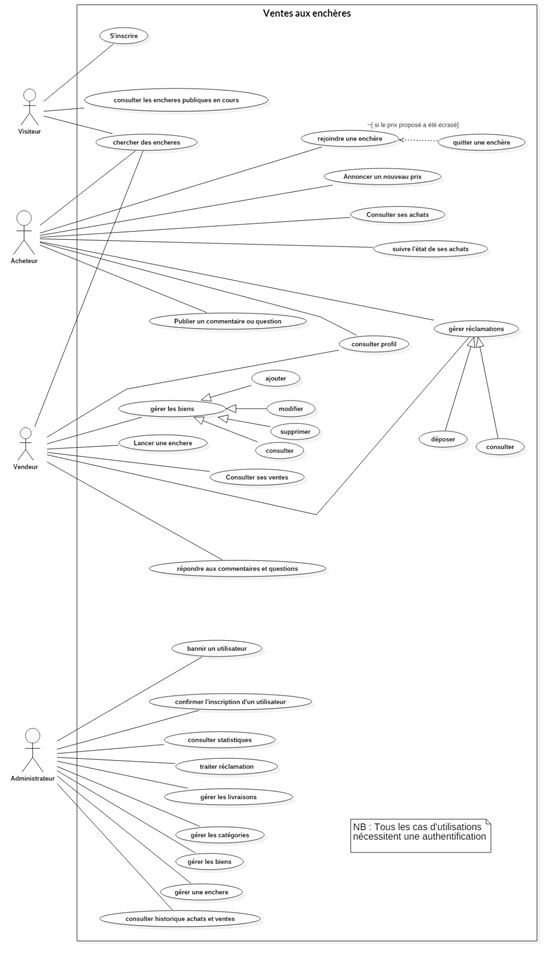 Ventes aux enchères
S'inscrire
consulter les encheres publiques en cours
Visiteur
chercher des encheres
~{ si le prix proposé a été écrasé}
rejoindre une enchère
quitter une enchère
Annoncer un nouveau prix
Consulter ses achats
suivre l'état de ses achats
Acheteur
Publier un commentaire ou question
gérer réclamations
consulter profil
ajouter
gérer les biens
modifier
supprimer
consulter
déposer
consulter
Lancer une enchere
Vendeur
Consulter ses ventes
répondre aux commentaires et questions
bannir un utilisateur
confirmer l'inscription d'un utilisateur
consulter statistiques
traiter réclamation
Administrateur
gérer les livraisons
gérer les catégories
NB : Tous les cas d'utilisations
nécessitent une authentification
gérer les biens
gérer une enchere
consulter historique achats et ventes